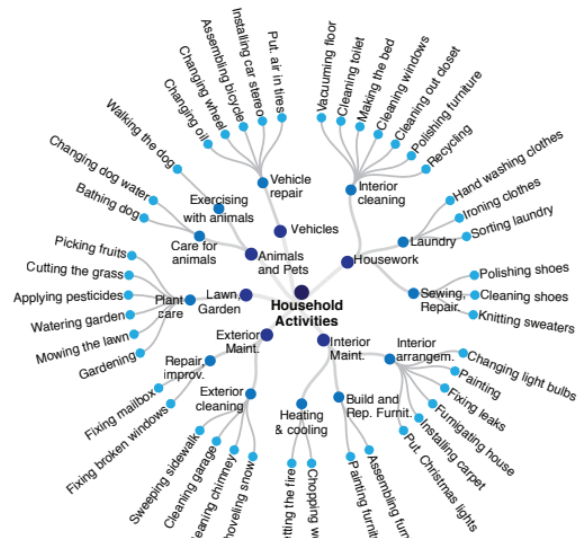 Put. air in tires
Installing car stereo
Assembling bicycle
Changing wheel
Changing oil
Vehicle
repair
Vehicles
Walking the dog
Exercising
with animals
Changing dog water
Bathing dog
Care for
animals
Animals
and Pets
Picking fruits
Cutting the grass
Applying pesticides
Watering garden
Mowing the lawn
Gardening
Plant
care
Lawn,
Garden
Household
Activities
Vacuuming floor
Cleaning toilet
Making the bed
Cleaning windows
Cleaning out closet
Polishing furniture
Recycling
Interior
cleaning
Hand washing clothes
Ironing clothes
Sorting laundry
Laundry
Housework
Polishing shoes
Cleaning shoes
Knitting sweaters
Sewing,
Repair.
Exterior
Maint.
Repair,
improv.
Fixing mailbox
Fixing broken windows
Exterior
cleaning
Sweeping sidewalk
Cleaning garage
chimney
snow
Interior
Maint.
Interior
arrangem.
Changing light bulbs
Painting
Fixing leaks
Fumigating house
Installing carpet
Put. Christmas lights
Build and
Rep. Furnit.
Assembling
Painting
Heating
& cooling
Chopping
the fire